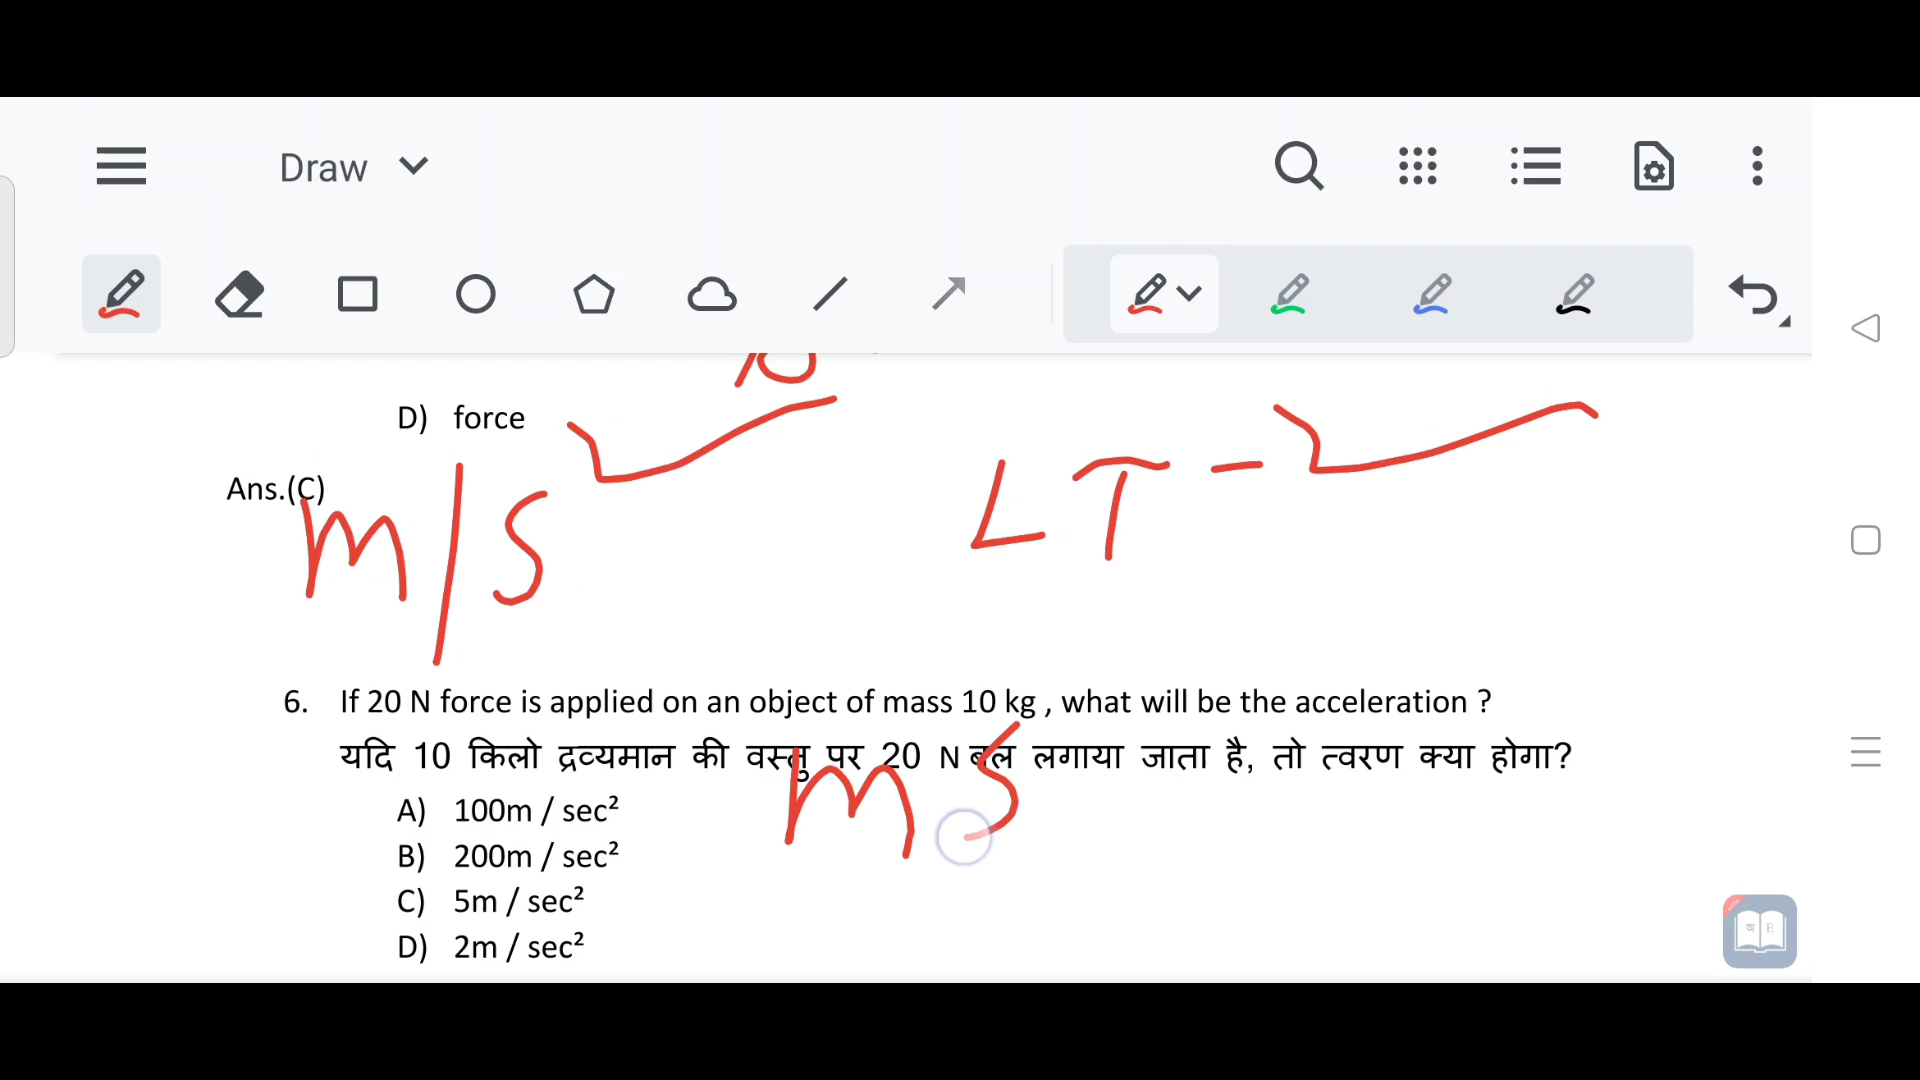 Draw
D) force
LT-
Ans.(C)
m/s
6. If 20 N force is applied on an object of mass 10 kg , what will be the acceleration ?
यदि 10 किलो द्रव्यमान की वस्तु पर 20 N बल लगाया जाता है, तो त्वरण क्या होगा?
ms
A) 100m / sec²
B) 200m / sec²
C) 5m / sec²
D) 2m / sec²